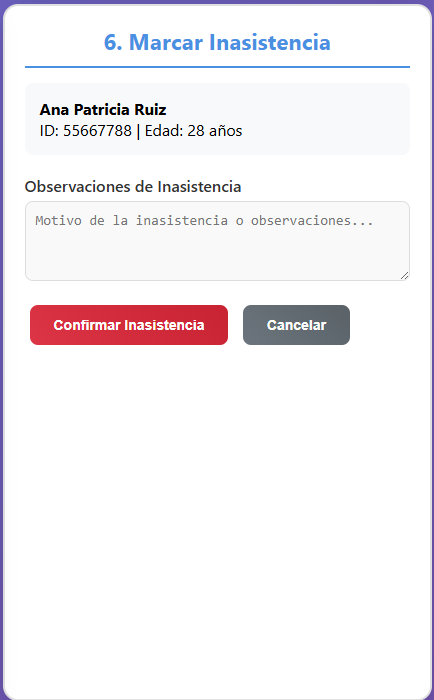 6. Marcar Inasistencia
Ana Patricia Ruiz
ID: 55667788 | Edad: 28 años
Observaciones de Inasistencia
Motivo de la inasistencia o observaciones...
Confirmar Inasistencia
Cancelar